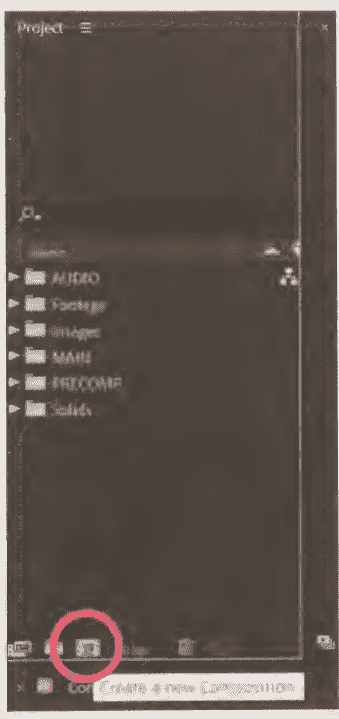 Project
AUDIO
Footage
Images
MAIN
PRECOMP
Solids
Create a new Composition